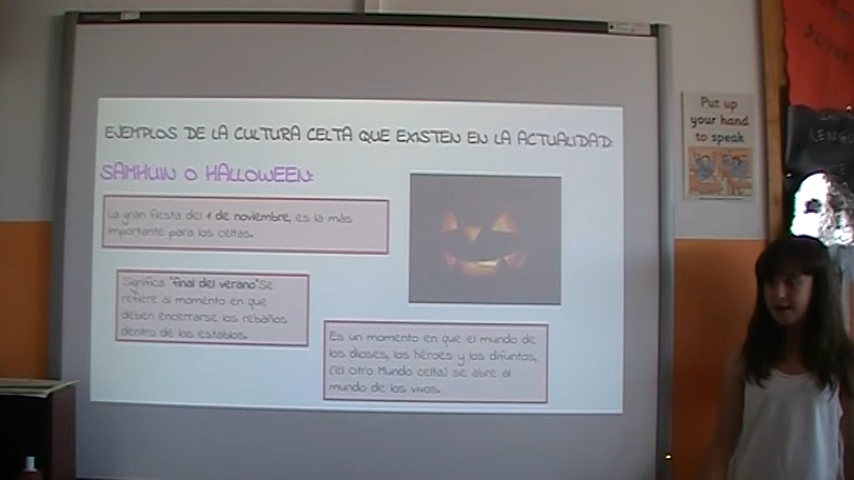 EJEMPLOS DE LA CULTURA CELTA QUE EXISTEN EN LA ACTUALIDAD:
SAMHUIN O HALLOWEEN:
La gran fiesta del 1 de noviembre, es la más
importante para los celtas.
Significa "final del verano"Se
refiere al momento en que
deben encerrarse los rebaños
dentro de los establos.
Es un momento en que el mundo de
los dioses, los héroes y los difuntos,
(el otro Mundo celta) se abre al
mundo de los vivos.
Put up
your hand
to speak